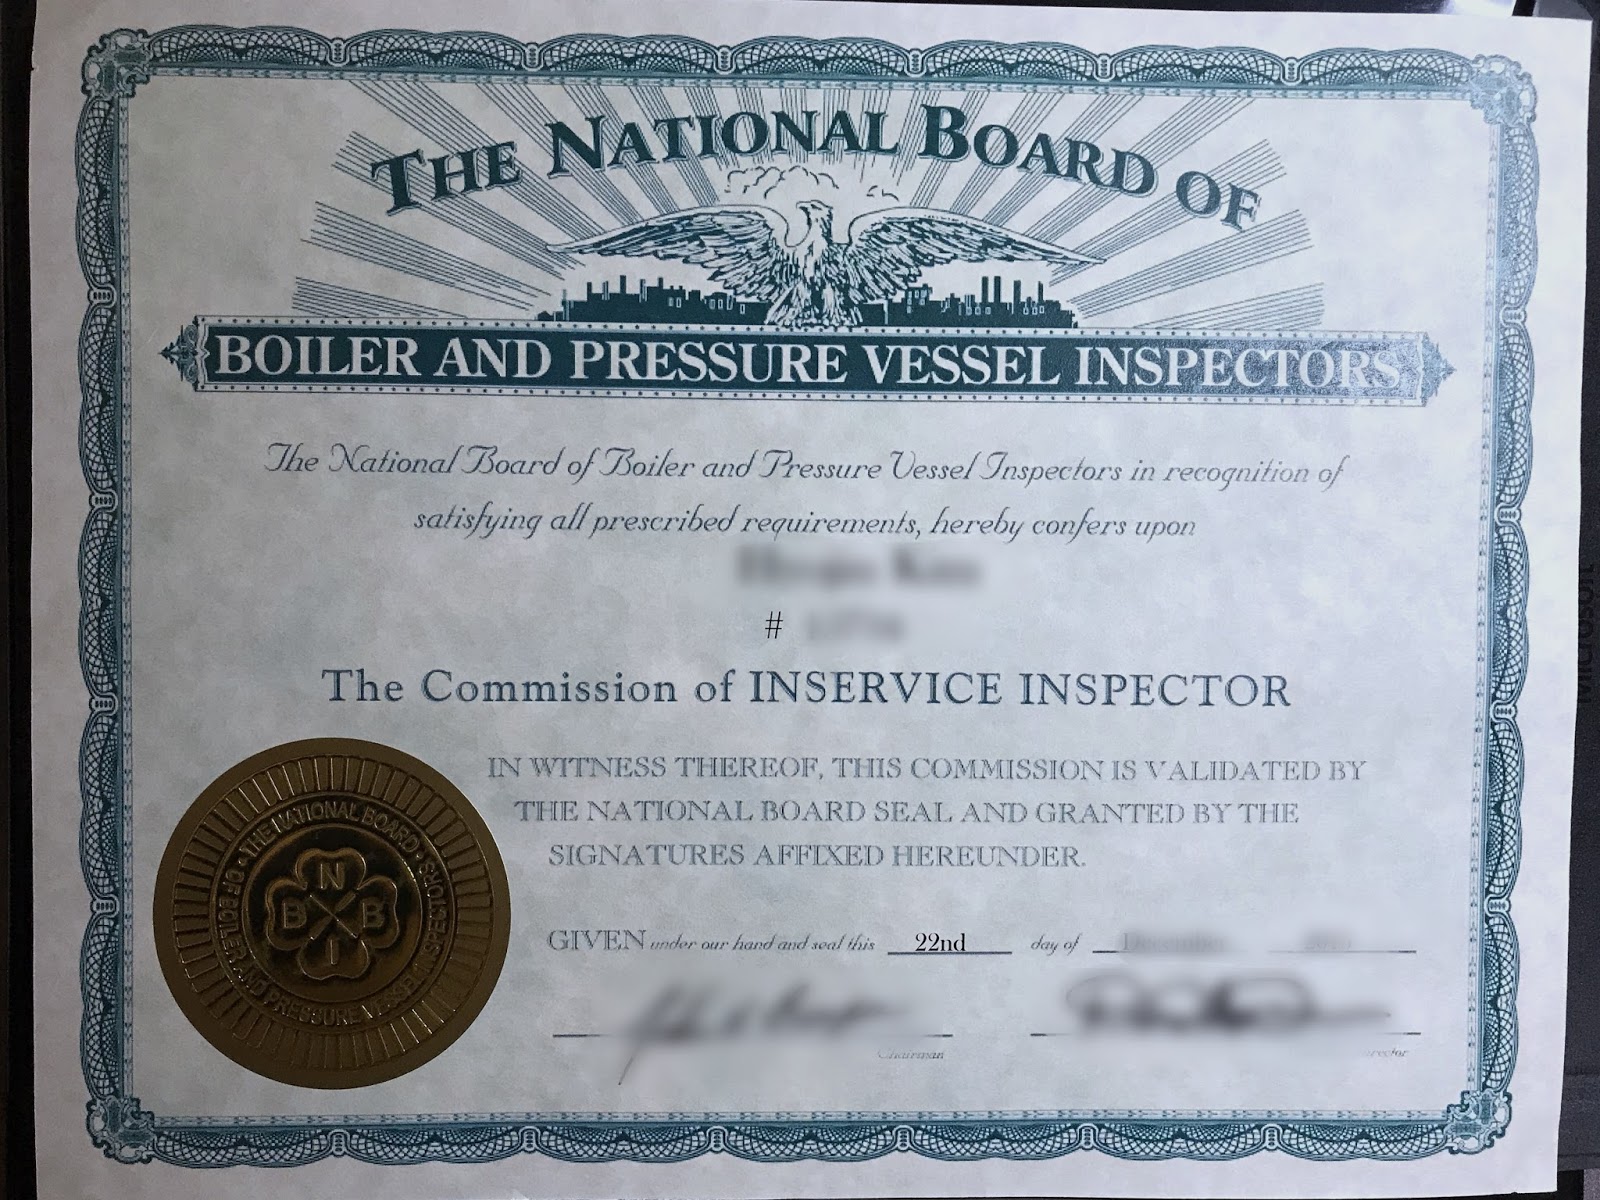 THE NATIONAL BOARD OF
BOILER AND PRESSURE VESSEL INSPECTORS
The National Board of Boiler and Pressure Vessel Inspectors in recognition of
satisfying all prescribed requirements, hereby confers upon
#
The Commission of INSERVICE INSPECTOR
IN WITNESS THEREOF, THIS COMMISSION IS VALIDATED BY
THE NATIONAL BOARD SEAL AND GRANTED BY THE
SIGNATURES AFFIXED HEREUNDER.
GIVEN under our hand and seal this 22nd day of
Chairman
THE NATIONAL BOARD
OF BOILER AND PRESSURE VESSEL INSPECTORS
N
B B
I
Microsoft